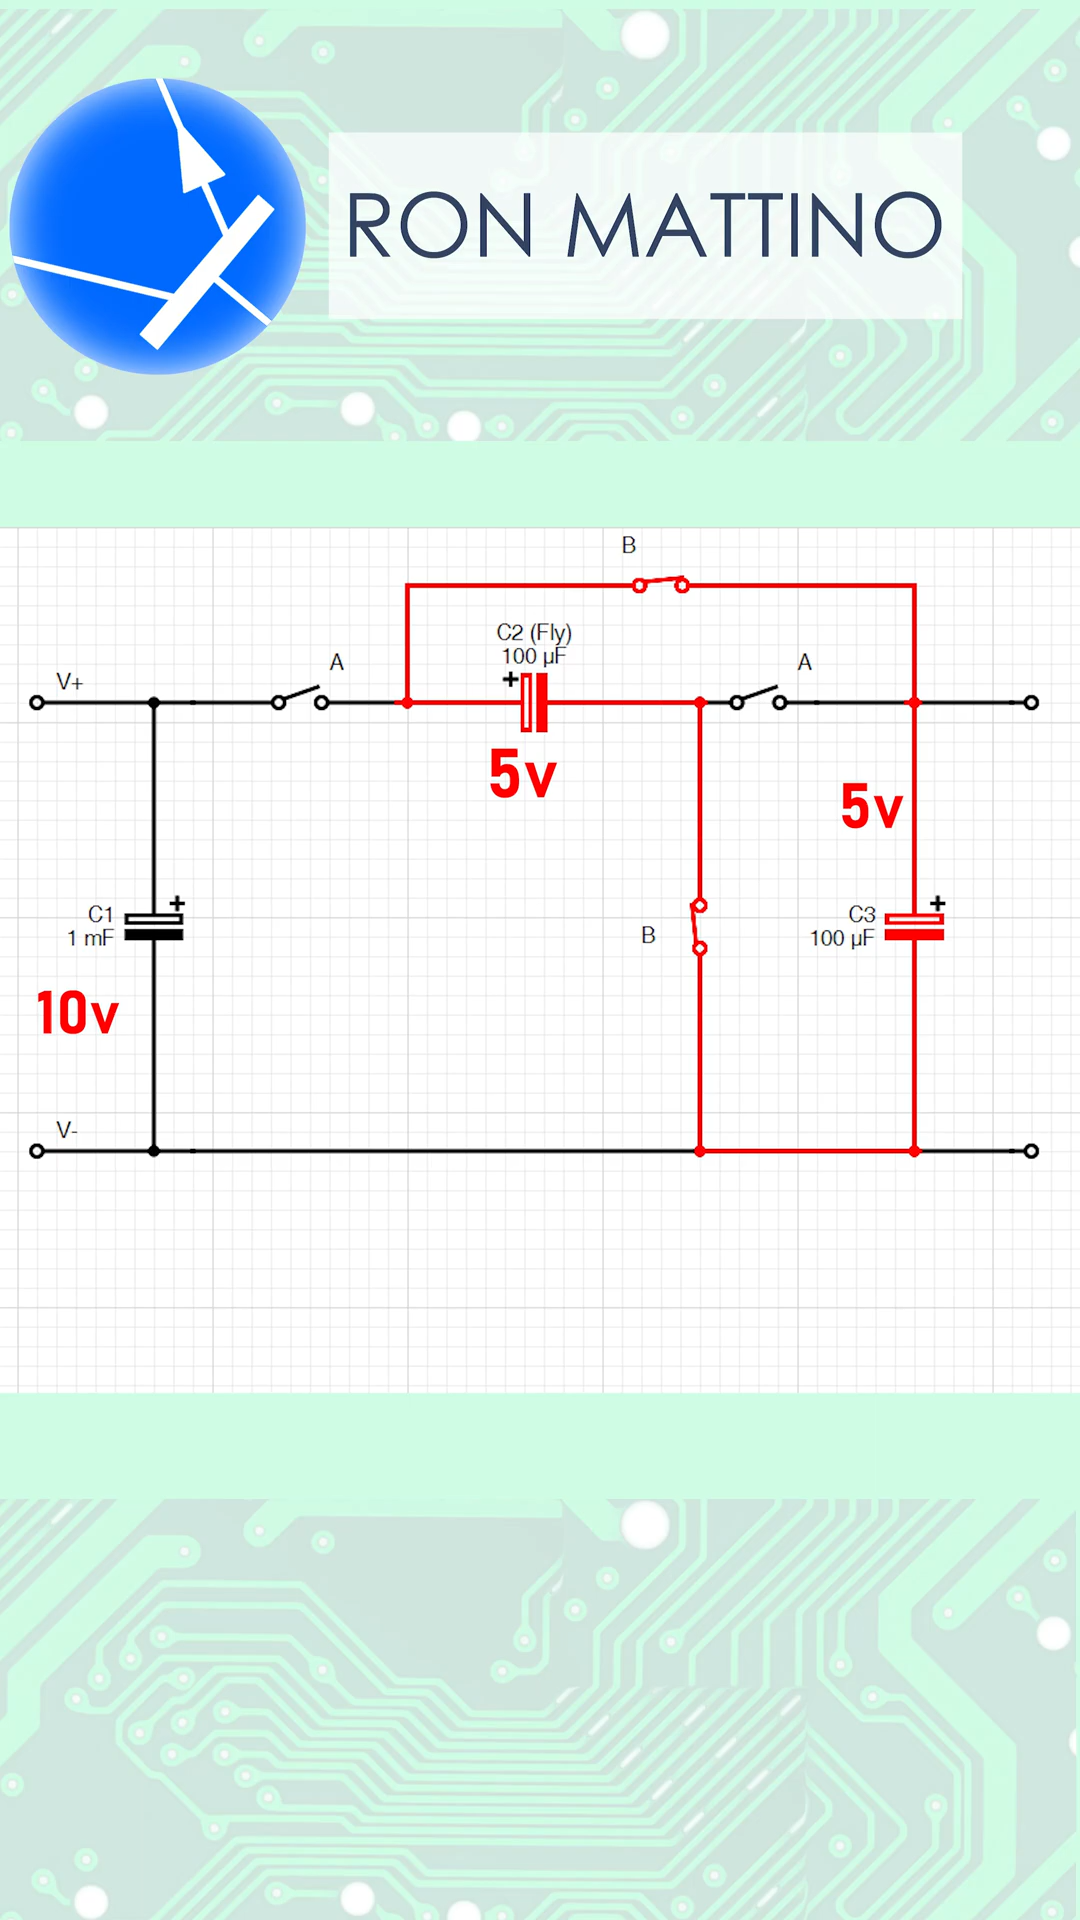 RON MATTINO
B
C2 (Fly)
100 µF
+
A
A
V+
5v
5v
C1
1 mF
+
B
C3
100 µF
+
10v
V-